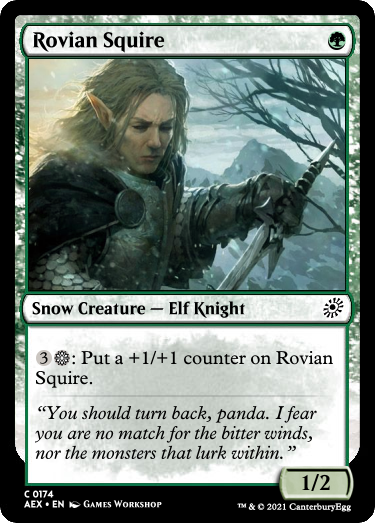 Rovian Squire
Snow Creature — Elf Knight
3 : Put a +1/+1 counter on Rovian
Squire.
“You should turn back, panda. I fear
you are no match for the bitter winds,
nor the monsters that lurk within.”
1/2
C 0174
AEX • EN Games Workshop
™ & © 2021 CanterburyEgg